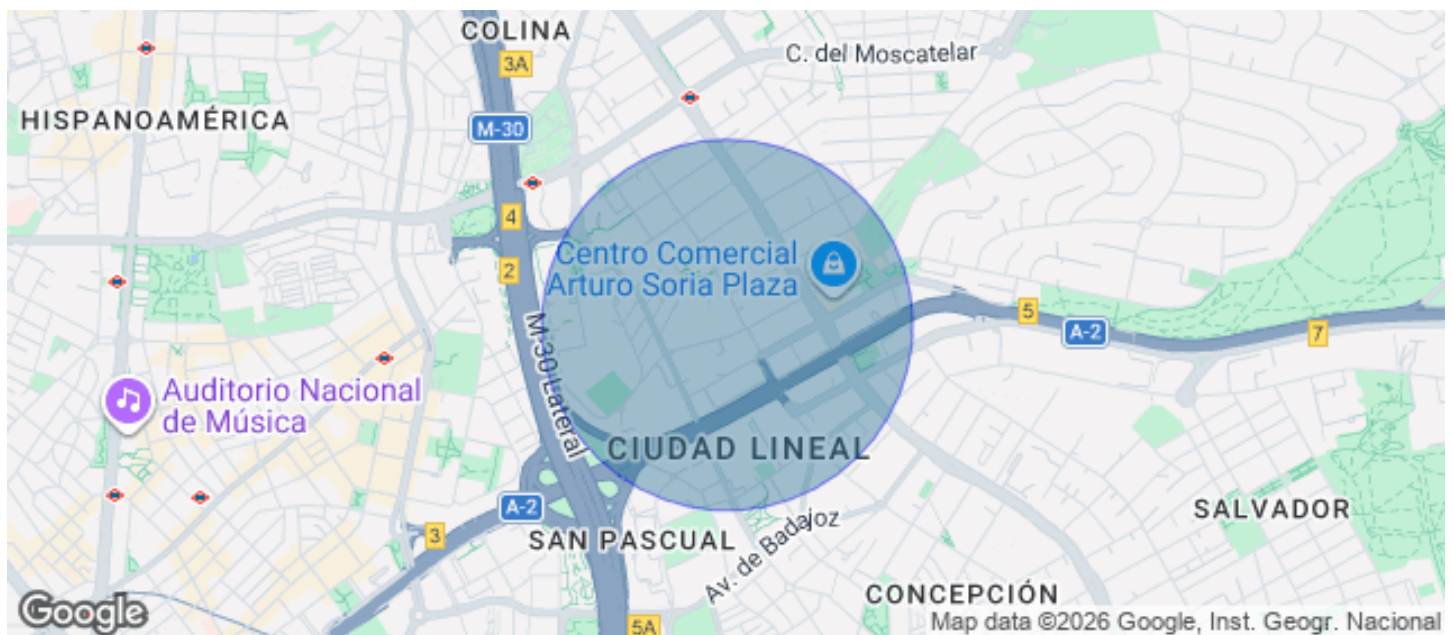 COLINA
3A
C. del Moscatelar
HISPANOAMÉRICA
M-30
4
Centro Comercial
Arturo Soria Plaza
2
5
A-2
7
M-30 Lateral
Auditorio Nacional
de Música
CIUDAD LINEAL
A-2
3
SAN PASCUAL
Av. de Badajoz
SALVADOR
CONCEPCIÓN
5A
Google
Map data ©2026 Google, Inst. Geogr. Nacional